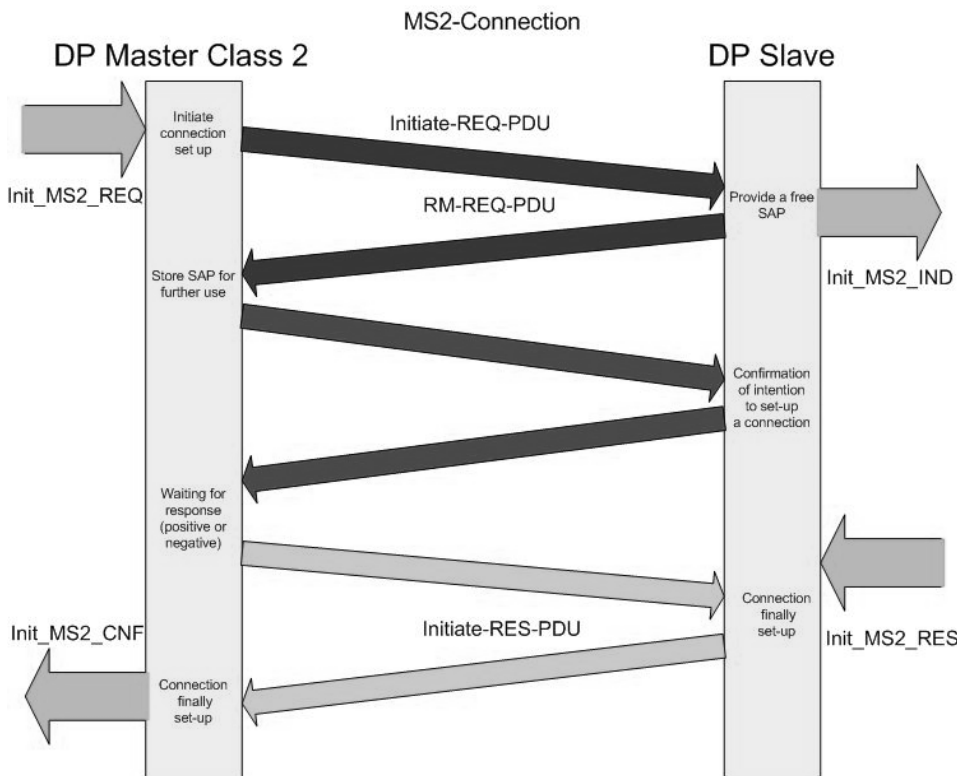 MS2-Connection
DP Master Class 2
DP Slave
Initiate
connection
set up
Initiate-REQ-PDU
Init_MS2_REQ
RM-REQ-PDU
Provide a free
SAP
Store SAP for
further use
Init_MS2_IND
Confirmation
of intention
to set-up
a connection
Waiting for
response
(positive or
negative)
Connection
finally
set-up
Init_MS2_CNF
Initiate-RES-PDU
Init_MS2_RES
Connection
finally
set-up